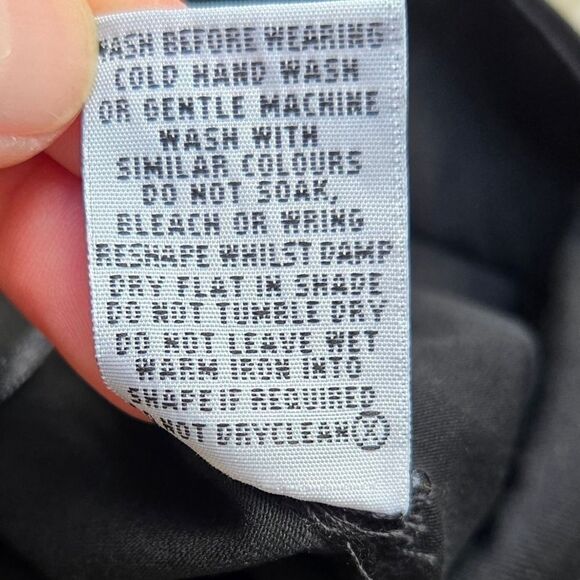 WASH BEFORE WEARING
COLD HAND WASH
OR GENTLE MACHINE
WASH WITH
SIMILAR COLOURS
DO NOT SOAK,
BLEACH OR WRING
RESHAPE WHILST DAMP
DRY FLAT IN SHADE
DO NOT TUMBLE DRY
DO NOT LEAVE WET
WARM IRON INTO
SHAPE IF REQUIRED
NOT DRYCLEAN